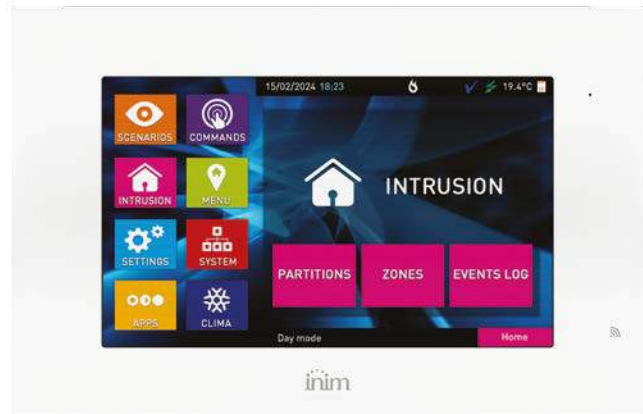 15/02/2024 18:23
19.4°C
SCENARIOS
COMMANDS
INTRUSION
MENU
INTRUSION
SETTINGS
SYSTEM
PARTITIONS
ZONES
EVENTS LOG
APPS
CLIMA
Day mode
Home
inim